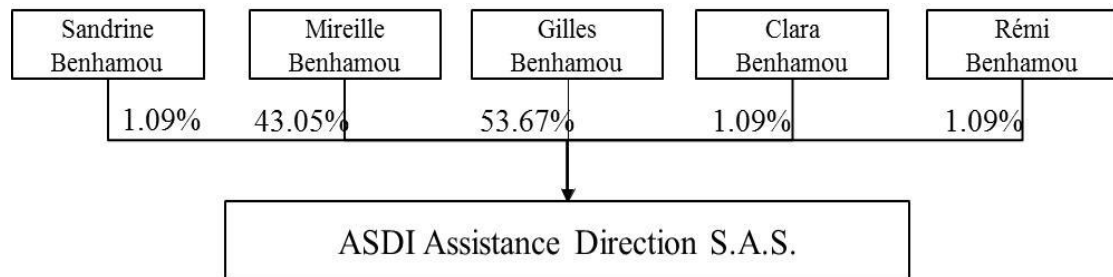 Sandrine
Benhamou
Mireille
Benhamou
Gilles
Benhamou
Clara
Benhamou
Rémi
Benhamou
1.09%
43.05%
53.67%
1.09%
1.09%
ASDI Assistance Direction S.A.S.